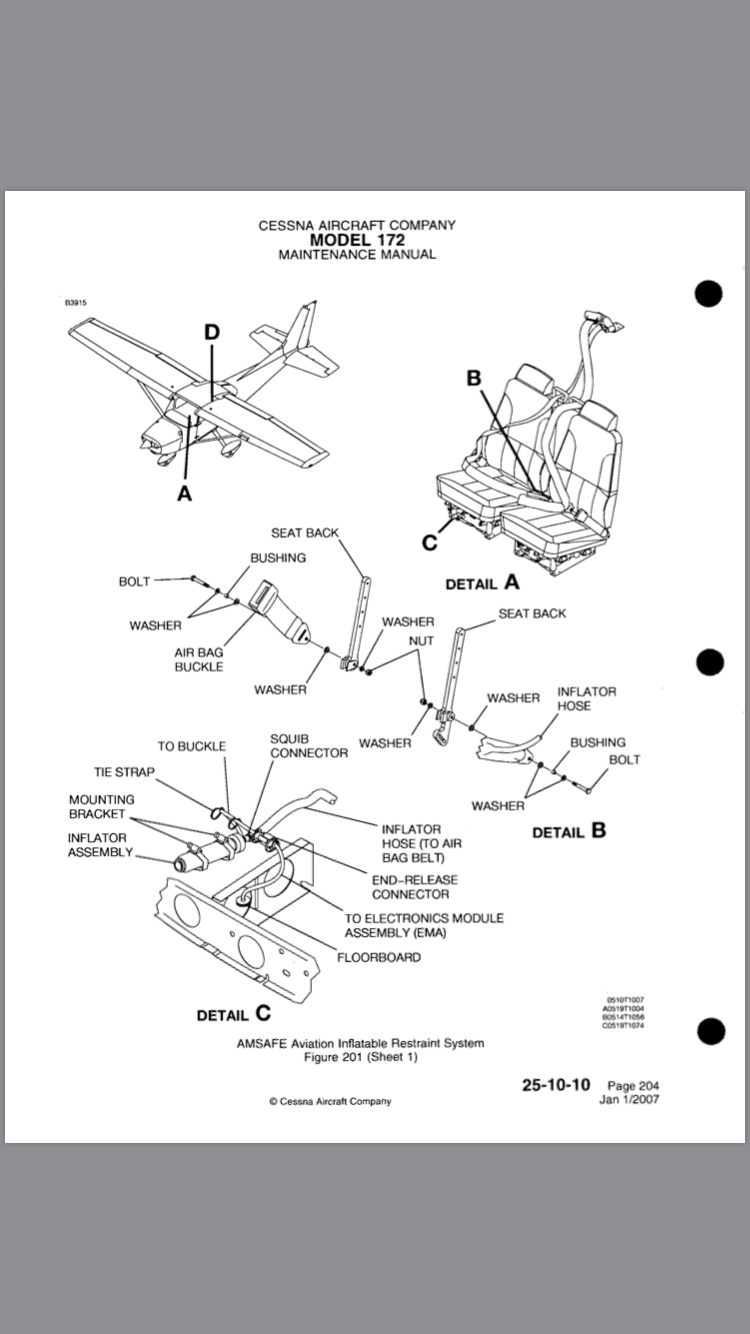 CESSNA AIRCRAFT COMPANY
MODEL 172
MAINTENANCE MANUAL
B3915
D
A
B
C
DETAIL A
SEAT BACK
BUSHING
BOLT
WASHER
AIR BAG
BUCKLE
WASHER
WASHER
NUT
SEAT BACK
WASHER
INFLATOR
HOSE
WASHER
BUSHING
BOLT
WASHER
DETAIL B
TO BUCKLE
SQUIB
CONNECTOR
TIE STRAP
MOUNTING
BRACKET
INFLATOR
ASSEMBLY
INFLATOR
HOSE (TO AIR
BAG BELT)
END-RELEASE
CONNECTOR
TO ELECTRONICS MODULE
ASSEMBLY (EMA)
FLOORBOARD
DETAIL C
0510T1007
A0519T1004
B0514T1056
C0519T1074
AMSAFE Aviation Inflatable Restraint System
Figure 201 (Sheet 1)
25-10-10 Page 204
© Cessna Aircraft Company Jan 1/2007